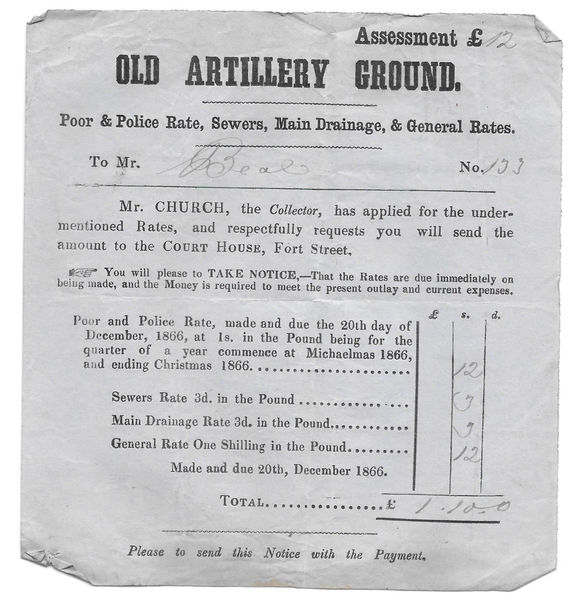 Assessment £ 12
OLD ARTILLERY GROUND.
Poor & Police Rate, Sewers, Main Drainage, & General Rates.
To Mr. Beal No. 133
Mr. CHURCH, the Collector, has applied for the under-
mentioned Rates, and respectfully requests you will send the
amount to the COURT HOUSE, Fort Street.
☞ You will please to TAKE NOTICE,—That the Rates are due immediately on
being made, and the Money is required to meet the present outlay and current expenses.
£ s. d.
Poor and Police Rate, made and due the 20th day of
December, 1866, at 1s. in the Pound being for the
quarter of a year commence at Michaelmas 1866,
and ending Christmas 1866. .................. 12
Sewers Rate 3d. in the Pound ............... 3
Main Drainage Rate 3d. in the Pound.......... 3
General Rate One Shilling in the Pound......... 12
Made and due 20th, December 1866.
TOTAL.................£ 1.10.0
Please to send this Notice with the Payment.